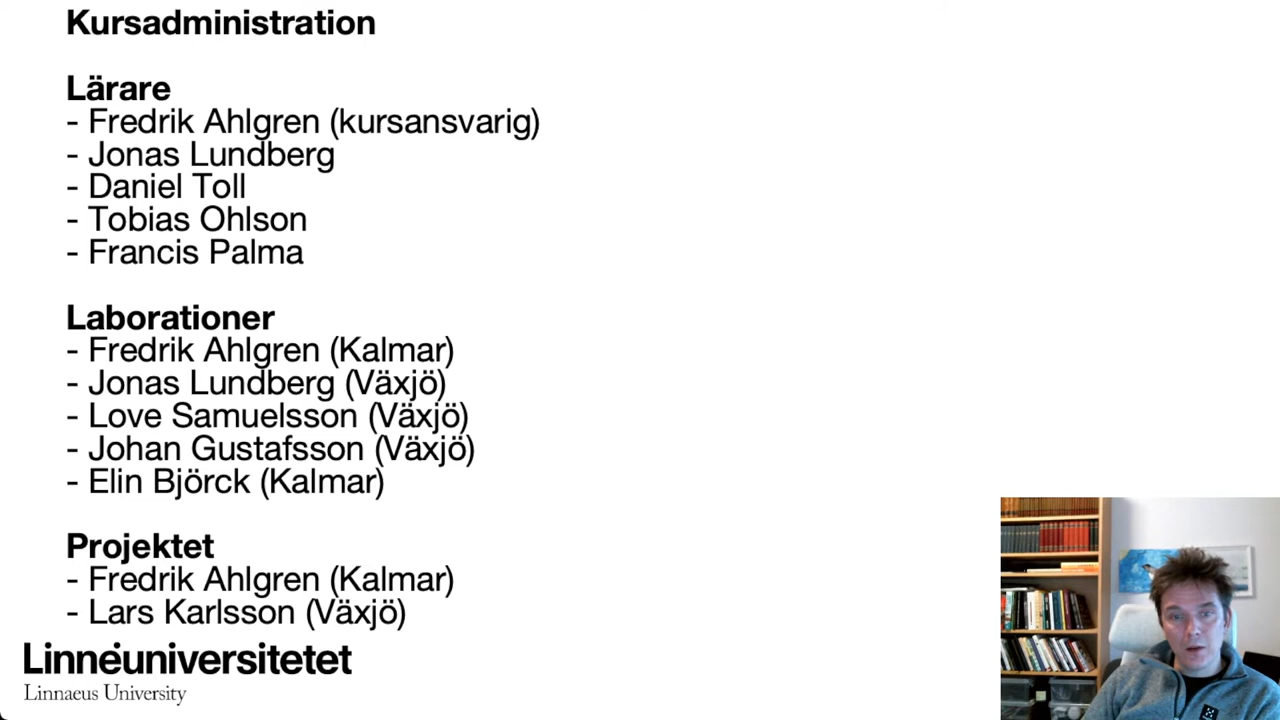 Kursadministration
Lärare
- Fredrik Ahlgren (kursansvarig)
- Jonas Lundberg
- Daniel Toll
- Tobias Ohlson
- Francis Palma
Laborationer
- Fredrik Ahlgren (Kalmar)
- Jonas Lundberg (Växjö)
- Love Samuelsson (Växjö)
- Johan Gustafsson (Växjö)
- Elin Björck (Kalmar)
Projektet
- Fredrik Ahlgren (Kalmar)
- Lars Karlsson (Växjö)
Linnéuniversitetet
Linnaeus University